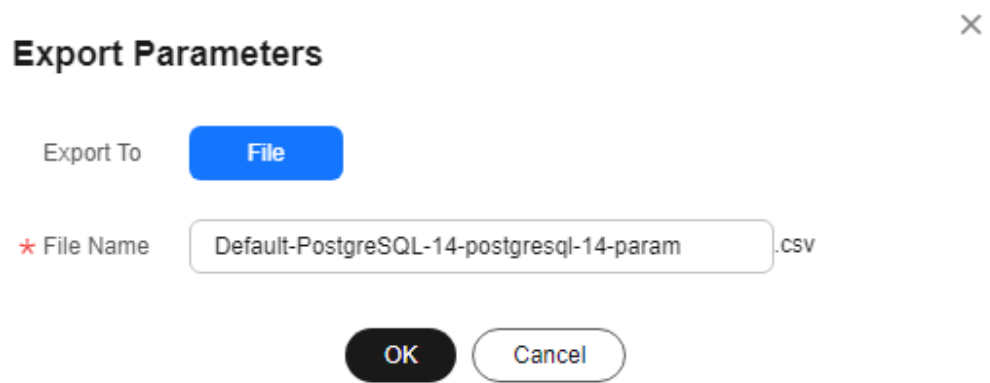 Export Parameters
Export To File
* File Name Default-PostgreSQL-14-postgresql-14-param .csv
OK Cancel